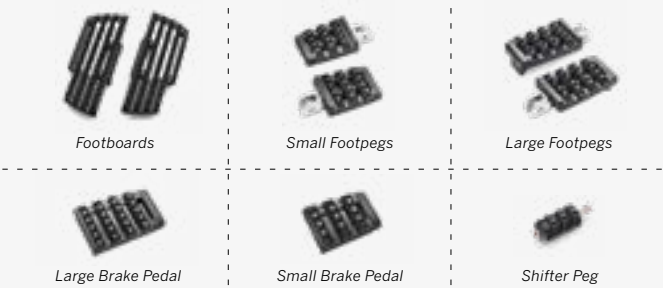 Footboards
Small Footpegs
Large Footpegs
Large Brake Pedal
Small Brake Pedal
Shifter Peg